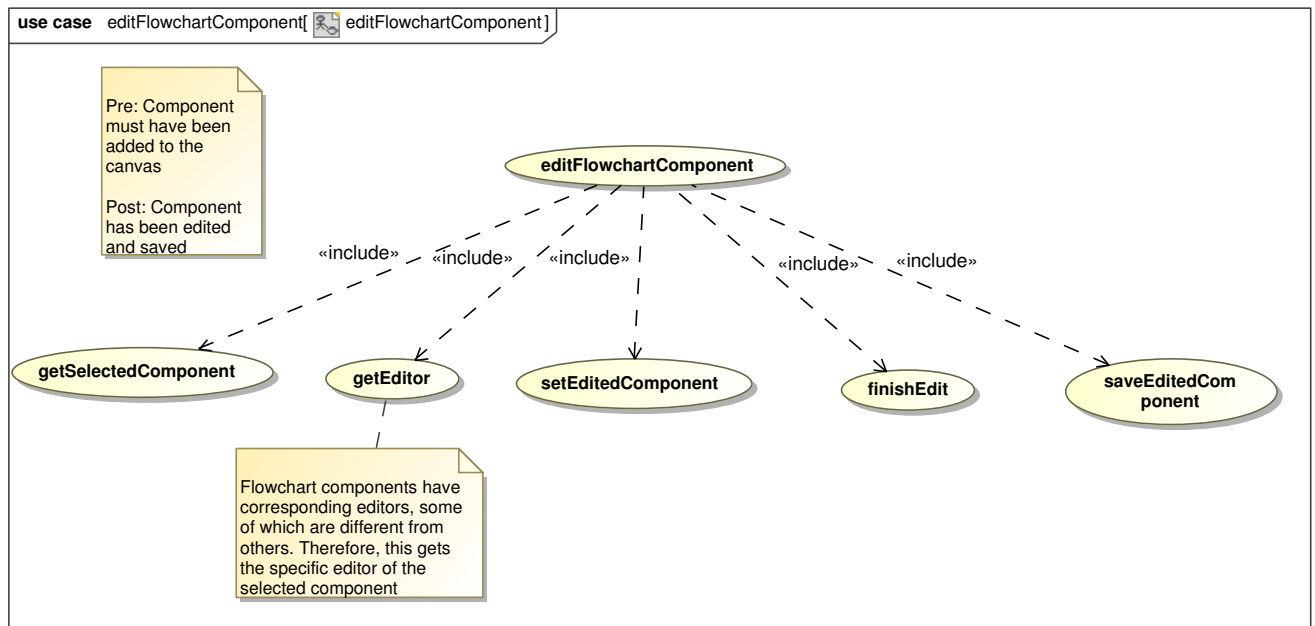 use case editFlowchartComponent[ editFlowchartComponent ]
Pre: Component
must have been
added to the
canvas
Post: Component
has been edited
and saved
editFlowchartComponent
«include»
«include»
«include»
«include»
«include»
getSelectedComponent
getEditor
setEditedComponent
finishEdit
saveEditedCom
ponent
Flowchart components have
corresponding editors, some
of which are different from
others. Therefore, this gets
the specific editor of the
selected component